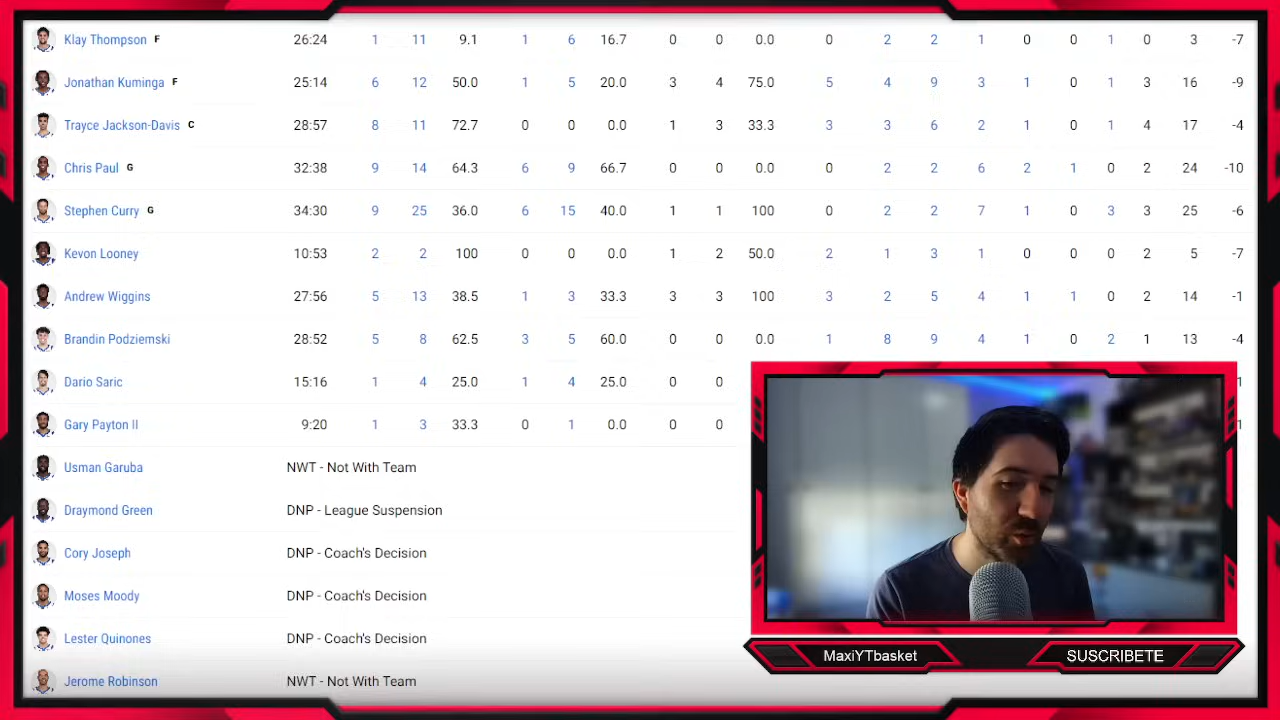 Klay Thompson F 26:24 1 11 9.1 1 6 16.7 0 0 0.0 0 2 2 1 0 0 1 0 3 -7
Jonathan Kuminga F 25:14 6 12 50.0 1 5 20.0 3 4 75.0 5 4 9 3 1 0 1 3 16 -9
Trayce Jackson-Davis C 28:57 8 11 72.7 0 0 0.0 1 3 33.3 3 3 6 2 1 0 1 4 17 -4
Chris Paul G 32:38 9 14 64.3 6 9 66.7 0 0 0.0 0 2 2 6 2 1 0 2 24 -10
Stephen Curry G 34:30 9 25 36.0 6 15 40.0 1 1 100 0 2 2 7 1 0 3 3 25 -6
Kevon Looney 10:53 2 2 100 0 0 0.0 1 2 50.0 2 1 3 1 0 0 0 2 5 -7
Andrew Wiggins 27:56 5 13 38.5 1 3 33.3 3 3 100 3 2 5 4 1 1 0 2 14 -1
Brandin Podziemski 28:52 5 8 62.5 3 5 60.0 0 0 0.0 1 8 9 4 1 0 2 1 13 -4
Dario Saric 15:16 1 4 25.0 1 4 25.0 0 0
Gary Payton II 9:20 1 3 33.3 0 1 0.0 0 0
Usman Garuba NWT - Not With Team
Draymond Green DNP - League Suspension
Cory Joseph DNP - Coach's Decision
Moses Moody DNP - Coach's Decision
Lester Quinones DNP - Coach's Decision
Jerome Robinson NWT - Not With Team
MaxiYTbasket SUSCRIBETE